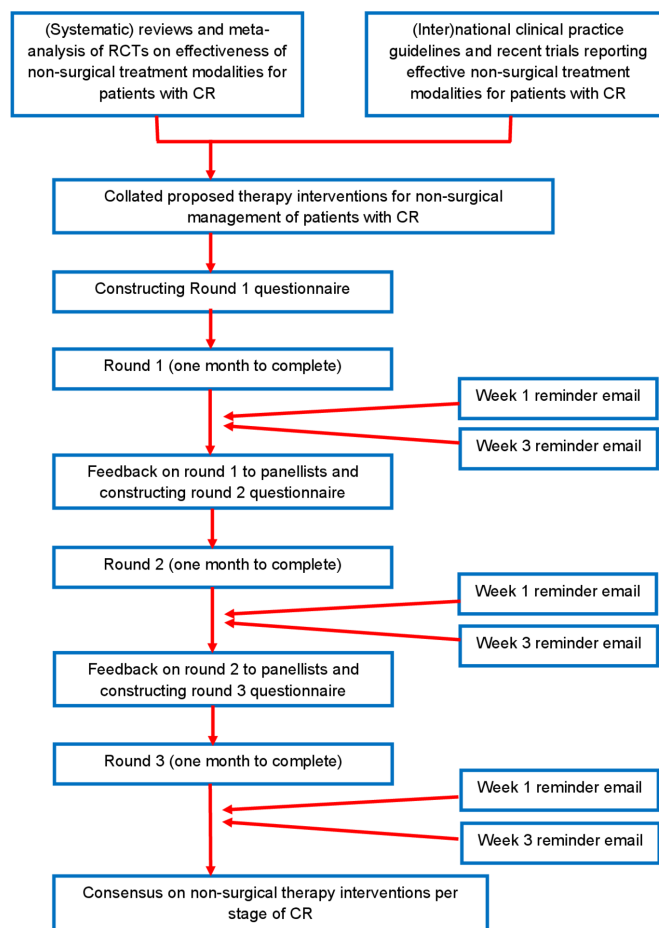 (Systematic) reviews and meta-
analysis of RCTs on effectiveness of
non-surgical treatment modalities for
patients with CR
(Inter)national clinical practice
guidelines and recent trials reporting
effective non-surgical treatment
modalities for patients with CR
Collated proposed therapy interventions for non-surgical
management of patients with CR
Constructing Round 1 questionnaire
Round 1 (one month to complete)
Week 1 reminder email
Week 3 reminder email
Feedback on round 1 to panellists and
constructing round 2 questionnaire
Round 2 (one month to complete)
Week 1 reminder email
Week 3 reminder email
Feedback on round 2 to panellists and
constructing round 3 questionnaire
Round 3 (one month to complete)
Week 1 reminder email
Week 3 reminder email
Consensus on non-surgical therapy interventions per
stage of CR